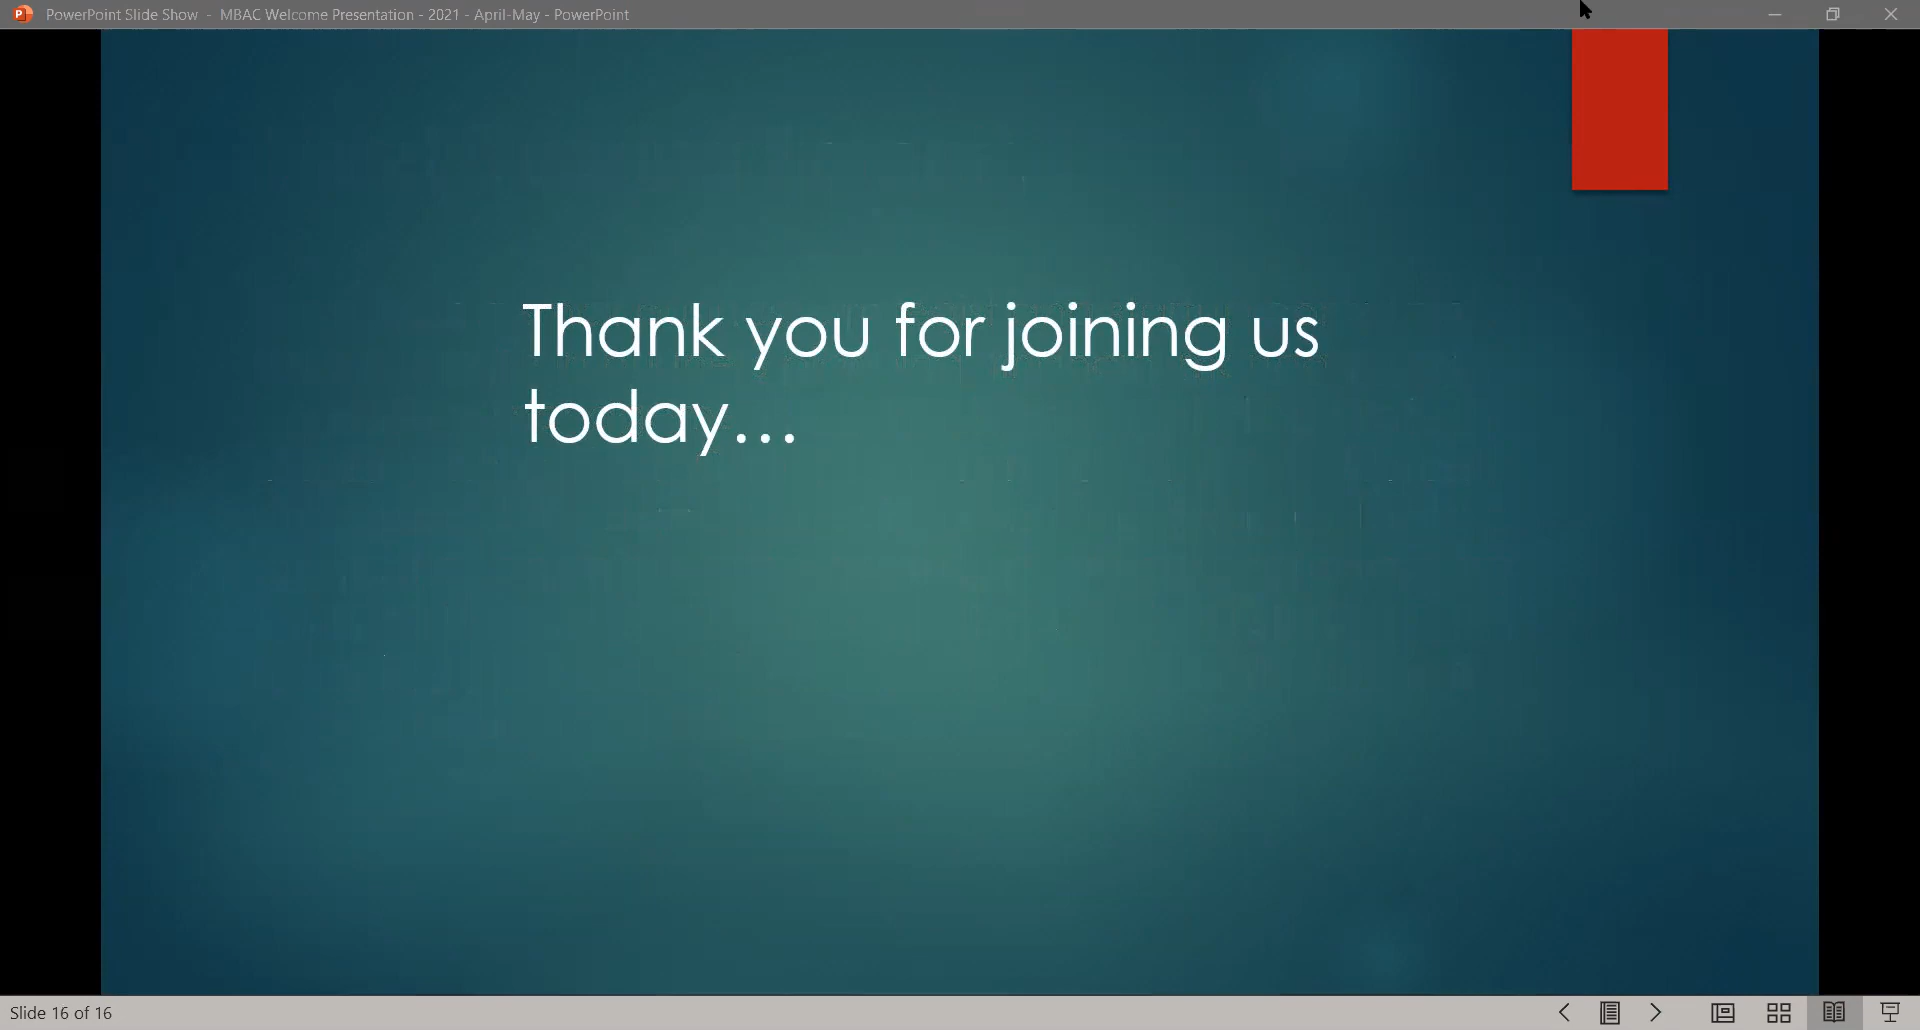 PowerPoint Slide Show - MBAC Welcome Presentation - 2021 - April-May - PowerPoint
Thank you for joining us
today...
Slide 16 of 16